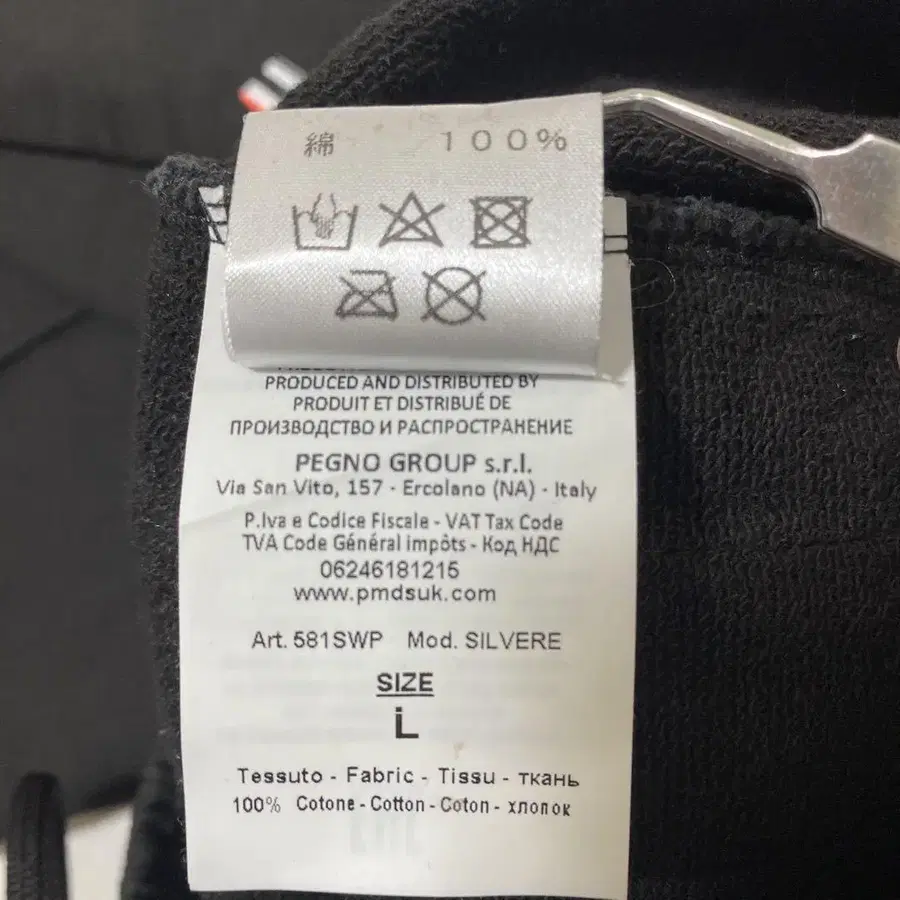 綿 100%
PRODUCED AND DISTRIBUTED BY
PRODUIT ET DISTRIBUÉ DE
ПРОИЗВОДСТВО И РАСПРОСТРАНЕНИЕ
PEGNO GROUP s.r.l.
Via San Vito, 157 - Ercolano (NA) - Italy
P.Iva e Codice Fiscale - VAT Tax Code
TVA Code Général impôts - Код НДС
06246181215
www.pmdsuk.com
Art. 581SWP Mod. SILVERE
SIZE
L
Tessuto - Fabric - Tissu - ткань
100% Cotone - Cotton - Coton - хлопок